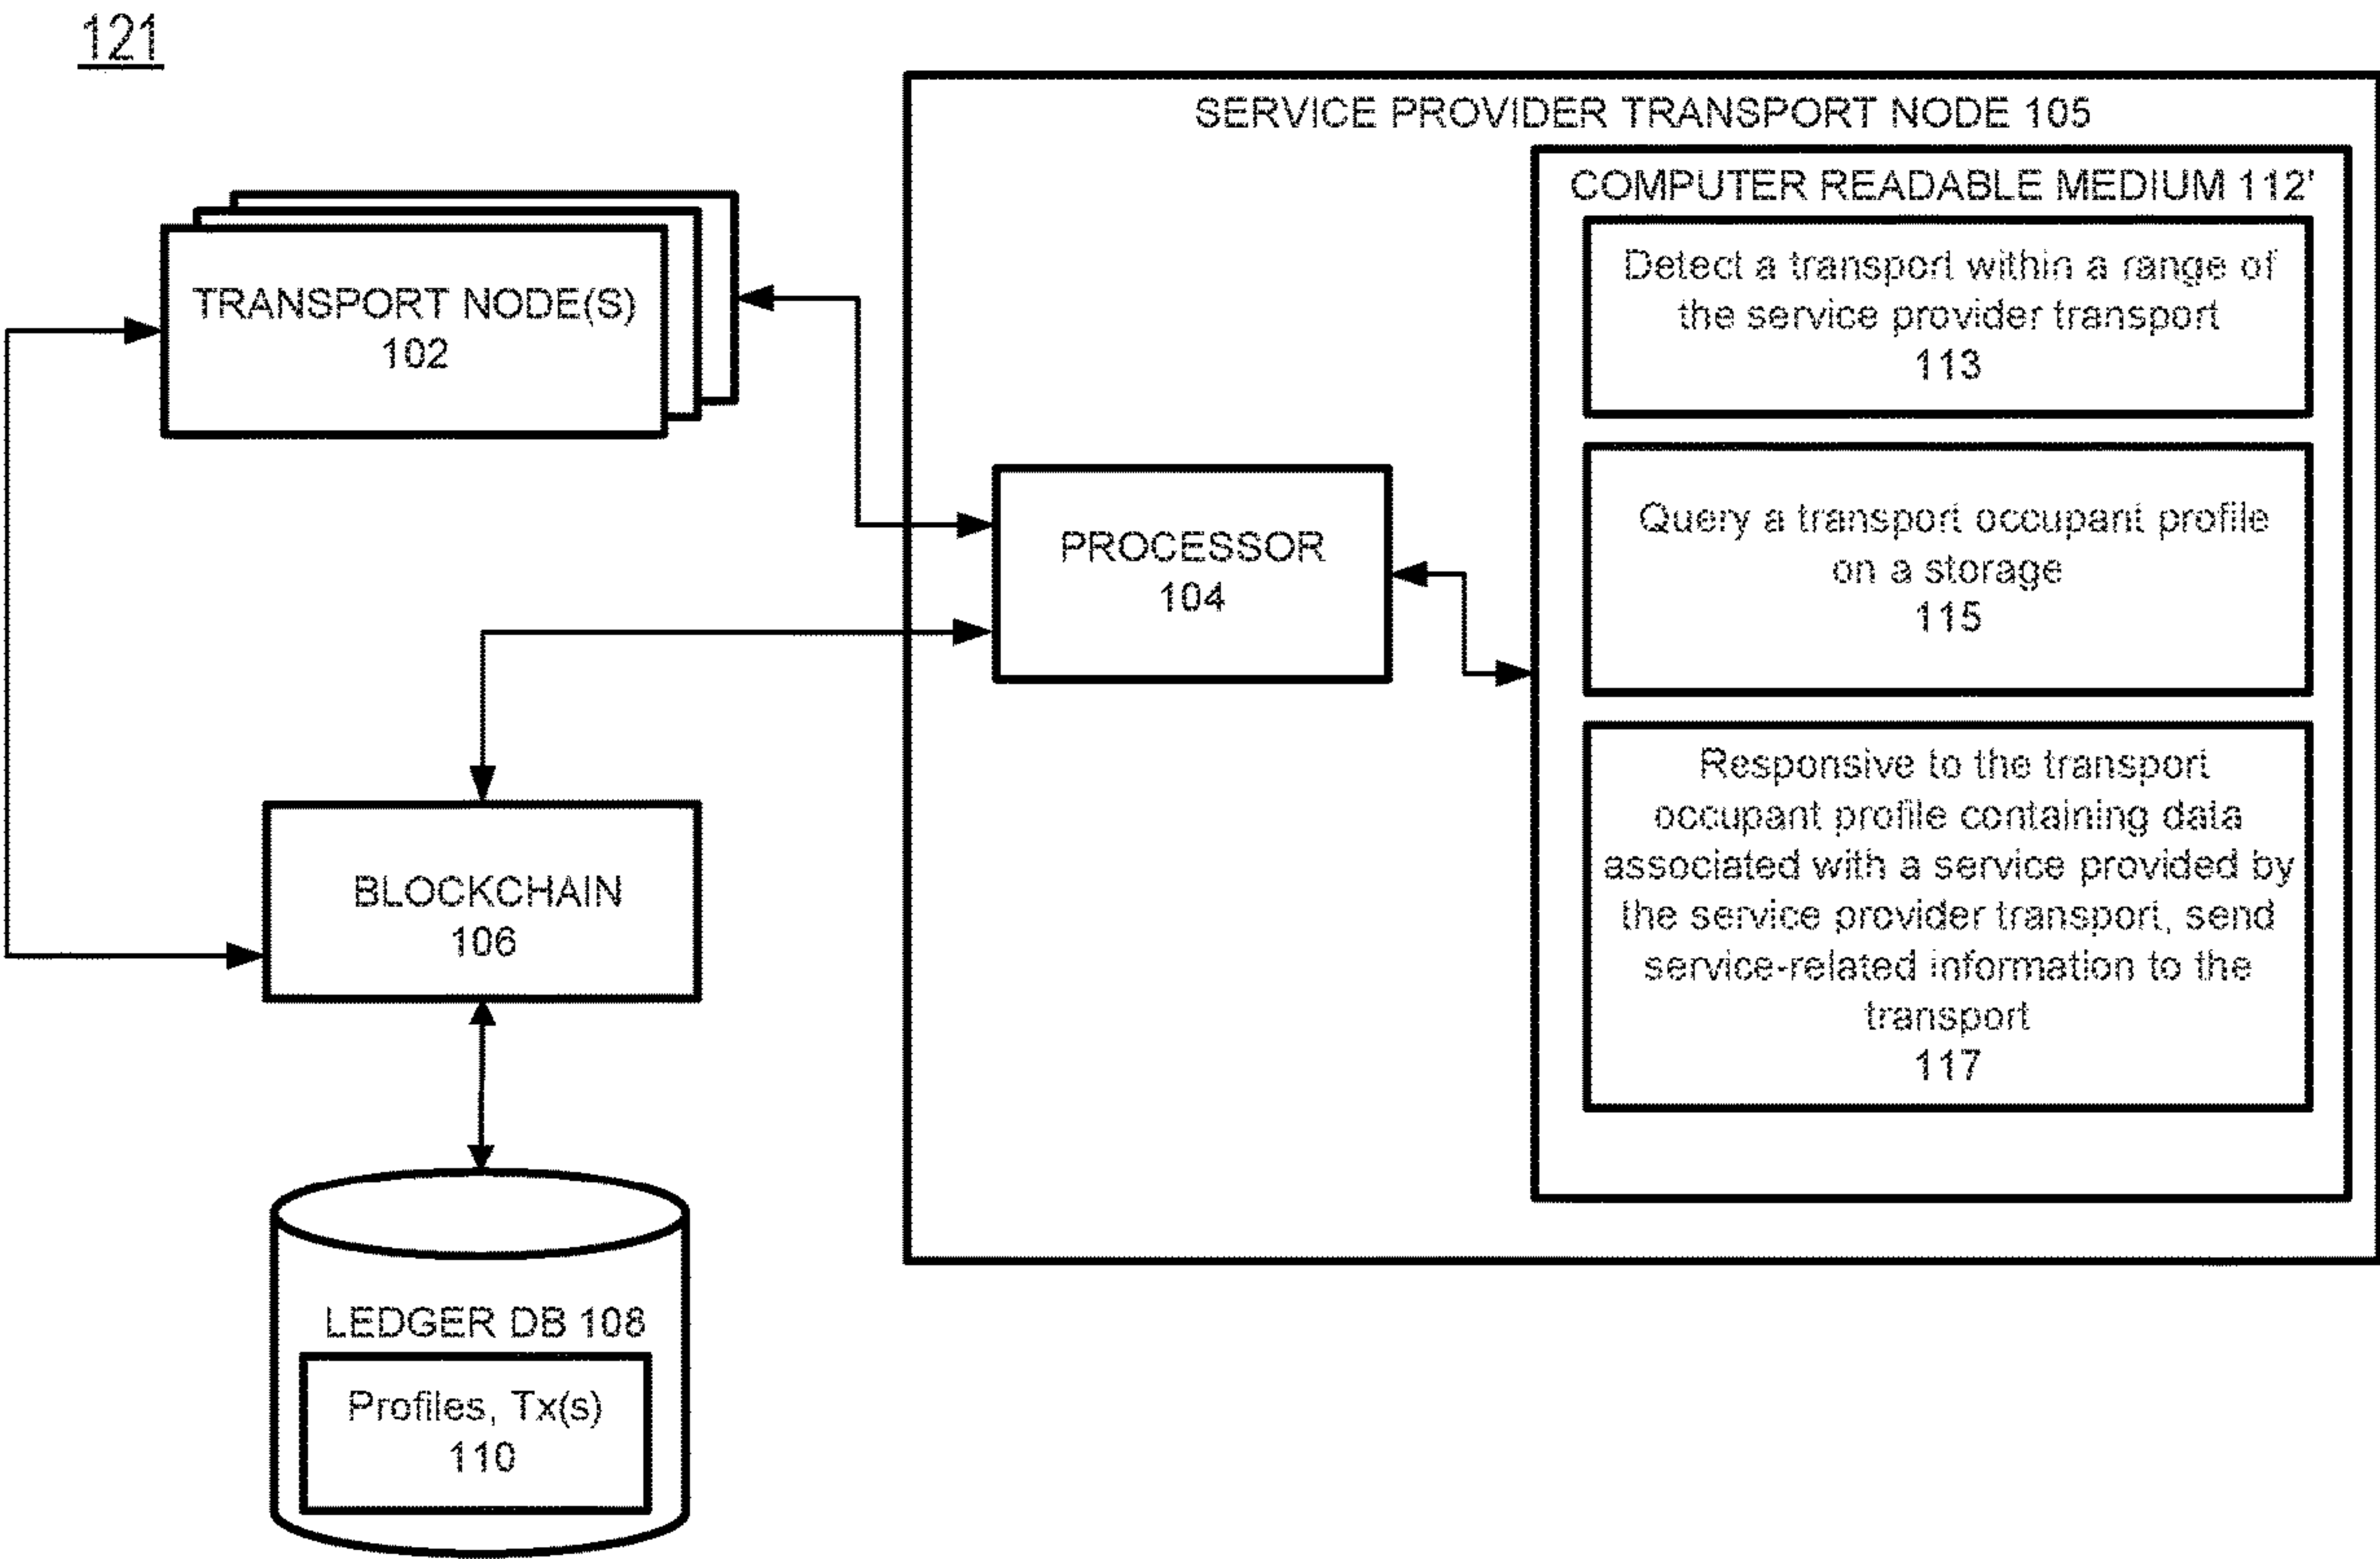 121
SERVICE PROVIDER TRANSPORT NODE 105
COMPUTER READABLE MEDIUM 112'
Detect a transport within a range of
the service provider transport
113
Query a transport occupant profile
on a storage
115
Responsive to the transport
occupant profile containing data
associated with a service provided by
the service provider transport, send
service-related information to the
transport
117
TRANSPORT NODE(S)
102
PROCESSOR
104
BLOCKCHAIN
106
LEDGER DB 108
Profiles, Tx(s)
110